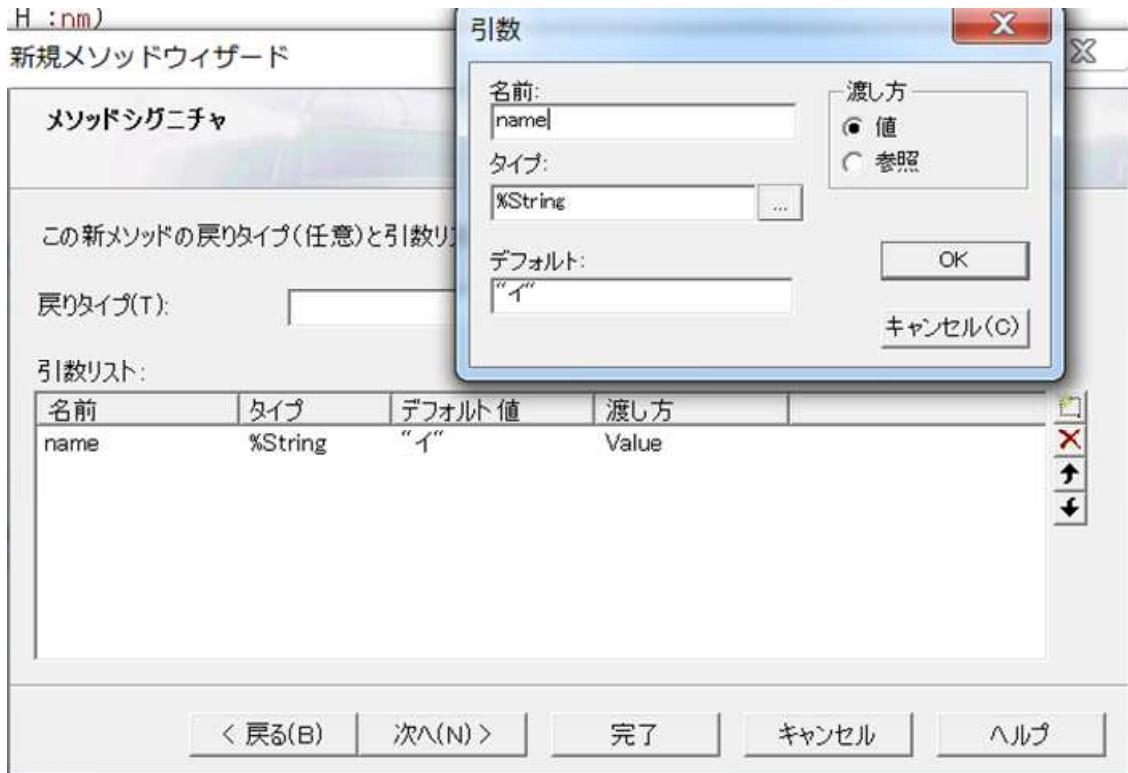 H :nm)
新規メソッドウィザード
メソッドシグニチャ
この新メソッドの戻りタイプ(任意)と引数リ
戻りタイプ(T):
引数リスト:
名前 タイプ デフォルト値 渡し方
name %String "イ" Value
< 戻る(B) 次へ(N) > 完了 キャンセル ヘルプ
引数
名前:
name
タイプ:
%String ...
デフォルト:
"イ"
渡し方
値
参照
OK
キャンセル(C)